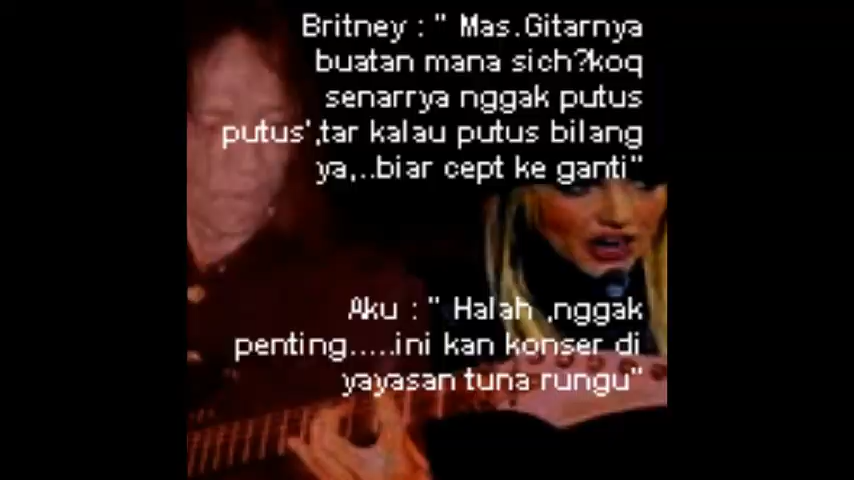 Britney : " Mas.Gitarnya
buatan mana sich?koq
senarrya nggak putus
putus',tar kalau putus bilang
ya,..biar cept ke ganti"
Aku : " Halah ,nggak
penting.....ini kan konser di
yayasan tuna rungu"